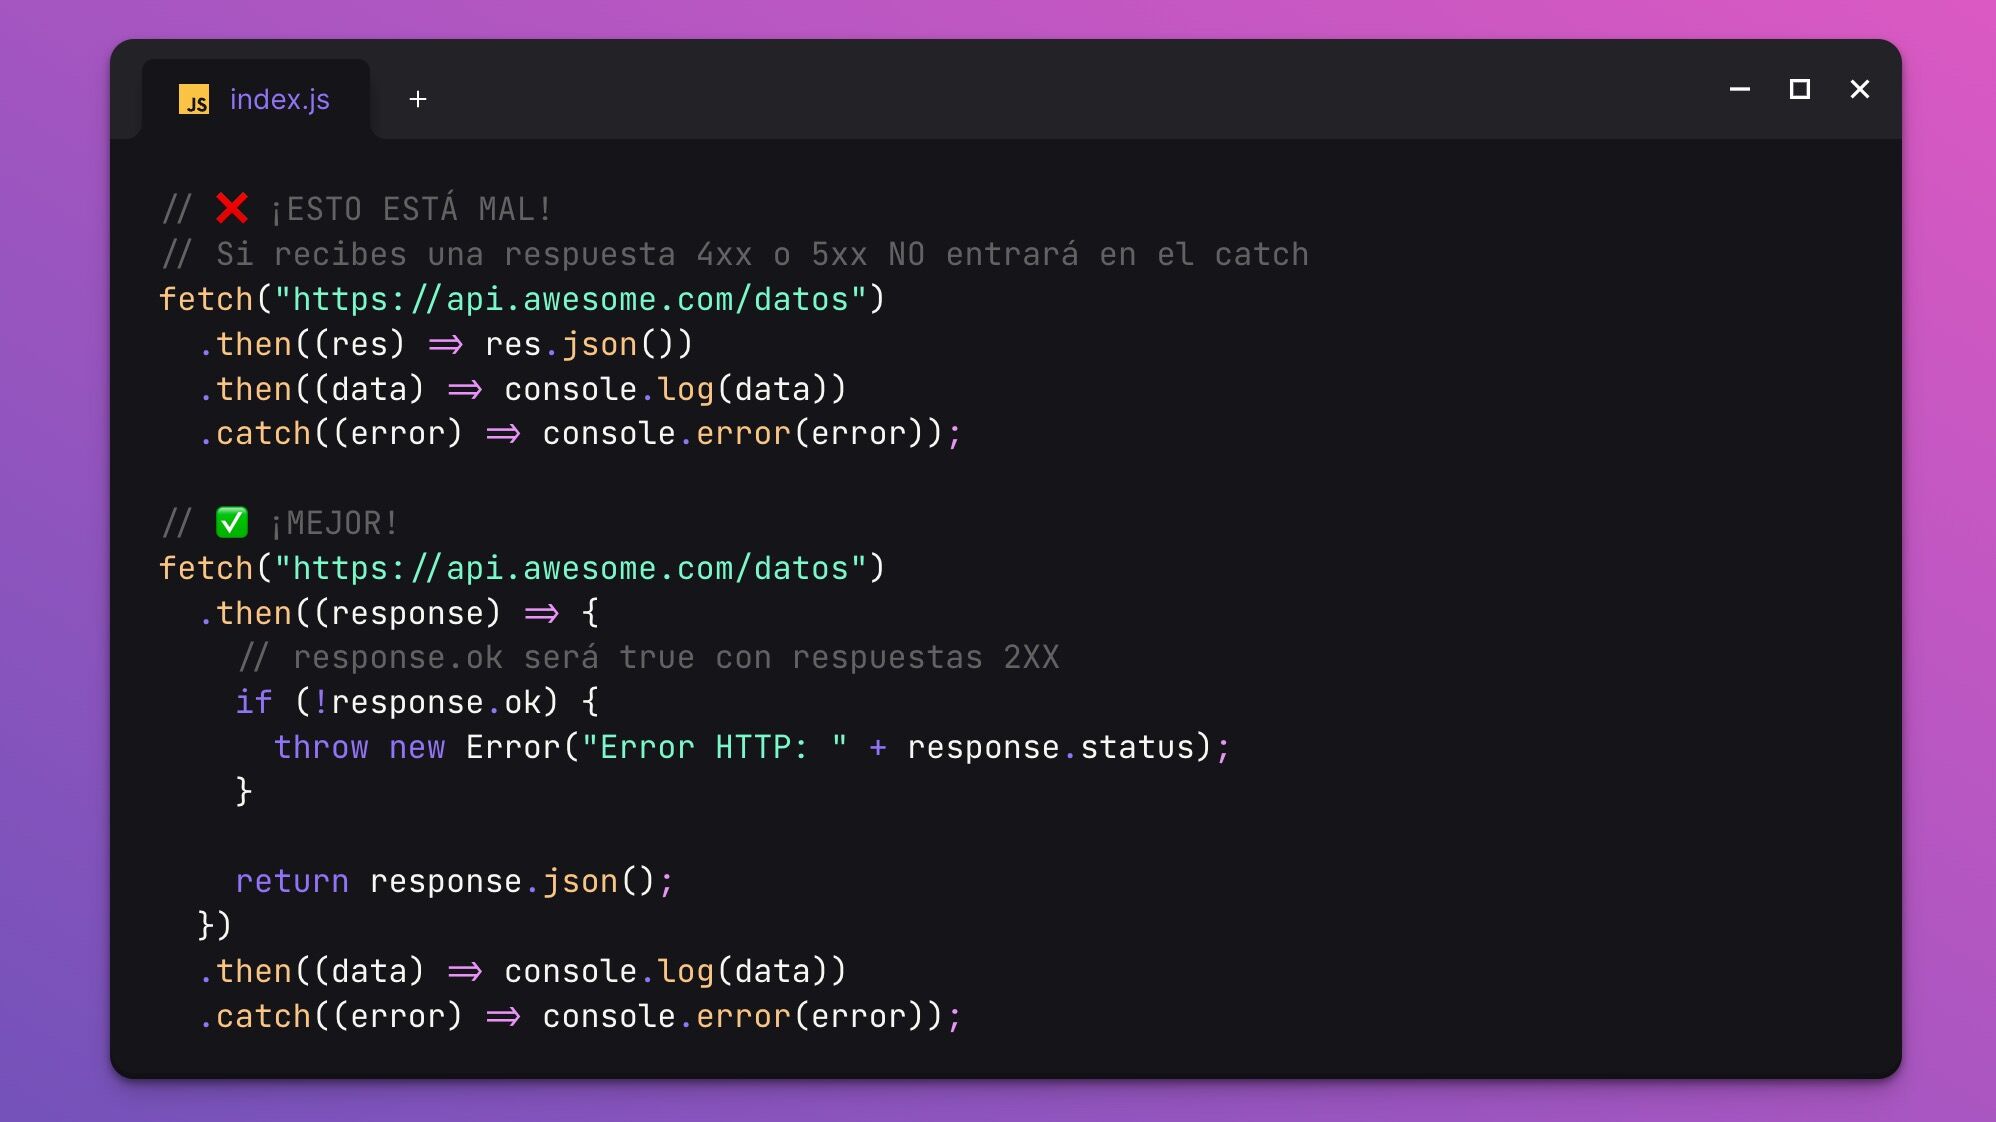 JS index.js +
// ❌ ¡ESTO ESTÁ MAL!
// Si recibes una respuesta 4xx o 5xx NO entrará en el catch
fetch("https://api.awesome.com/datos")
  .then((res) => res.json())
  .then((data) => console.log(data))
  .catch((error) => console.error(error));

// ✅ ¡MEJOR!
fetch("https://api.awesome.com/datos")
  .then((response) => {
    // response.ok será true con respuestas 2XX
    if (!response.ok) {
      throw new Error("Error HTTP: " + response.status);
    }

    return response.json();
  })
  .then((data) => console.log(data))
  .catch((error) => console.error(error));